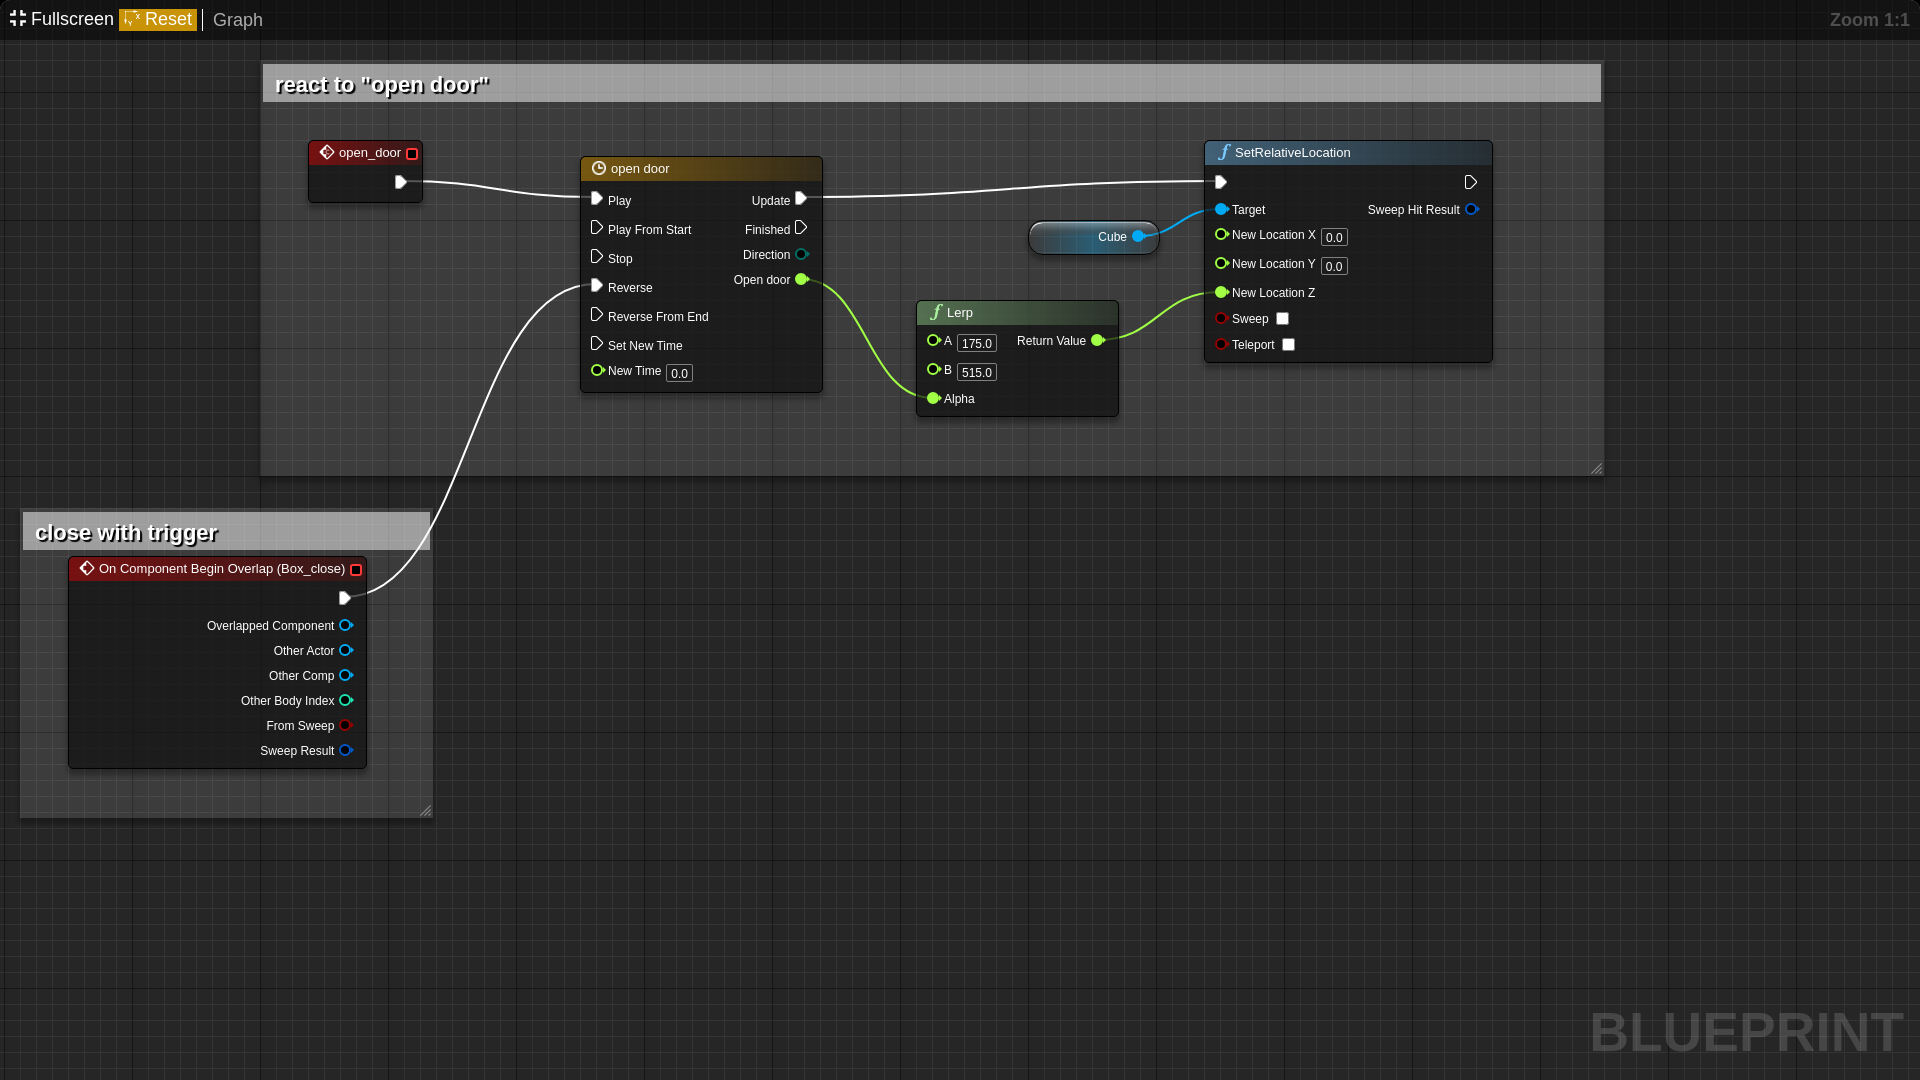 Fullscreen Reset Graph Zoom 1:1
react to "open door"
open_door
open door
Play Update
Play From Start Finished
Stop Direction
Reverse Open door
Reverse From End
Set New Time
New Time 0.0
Cube
Lerp
A 175.0 Return Value
B 515.0
Alpha
SetRelativeLocation
Target Sweep Hit Result
New Location X 0.0
New Location Y 0.0
New Location Z
Sweep
Teleport
close with trigger
On Component Begin Overlap (Box_close)
Overlapped Component
Other Actor
Other Comp
Other Body Index
From Sweep
Sweep Result
BLUEPRINT